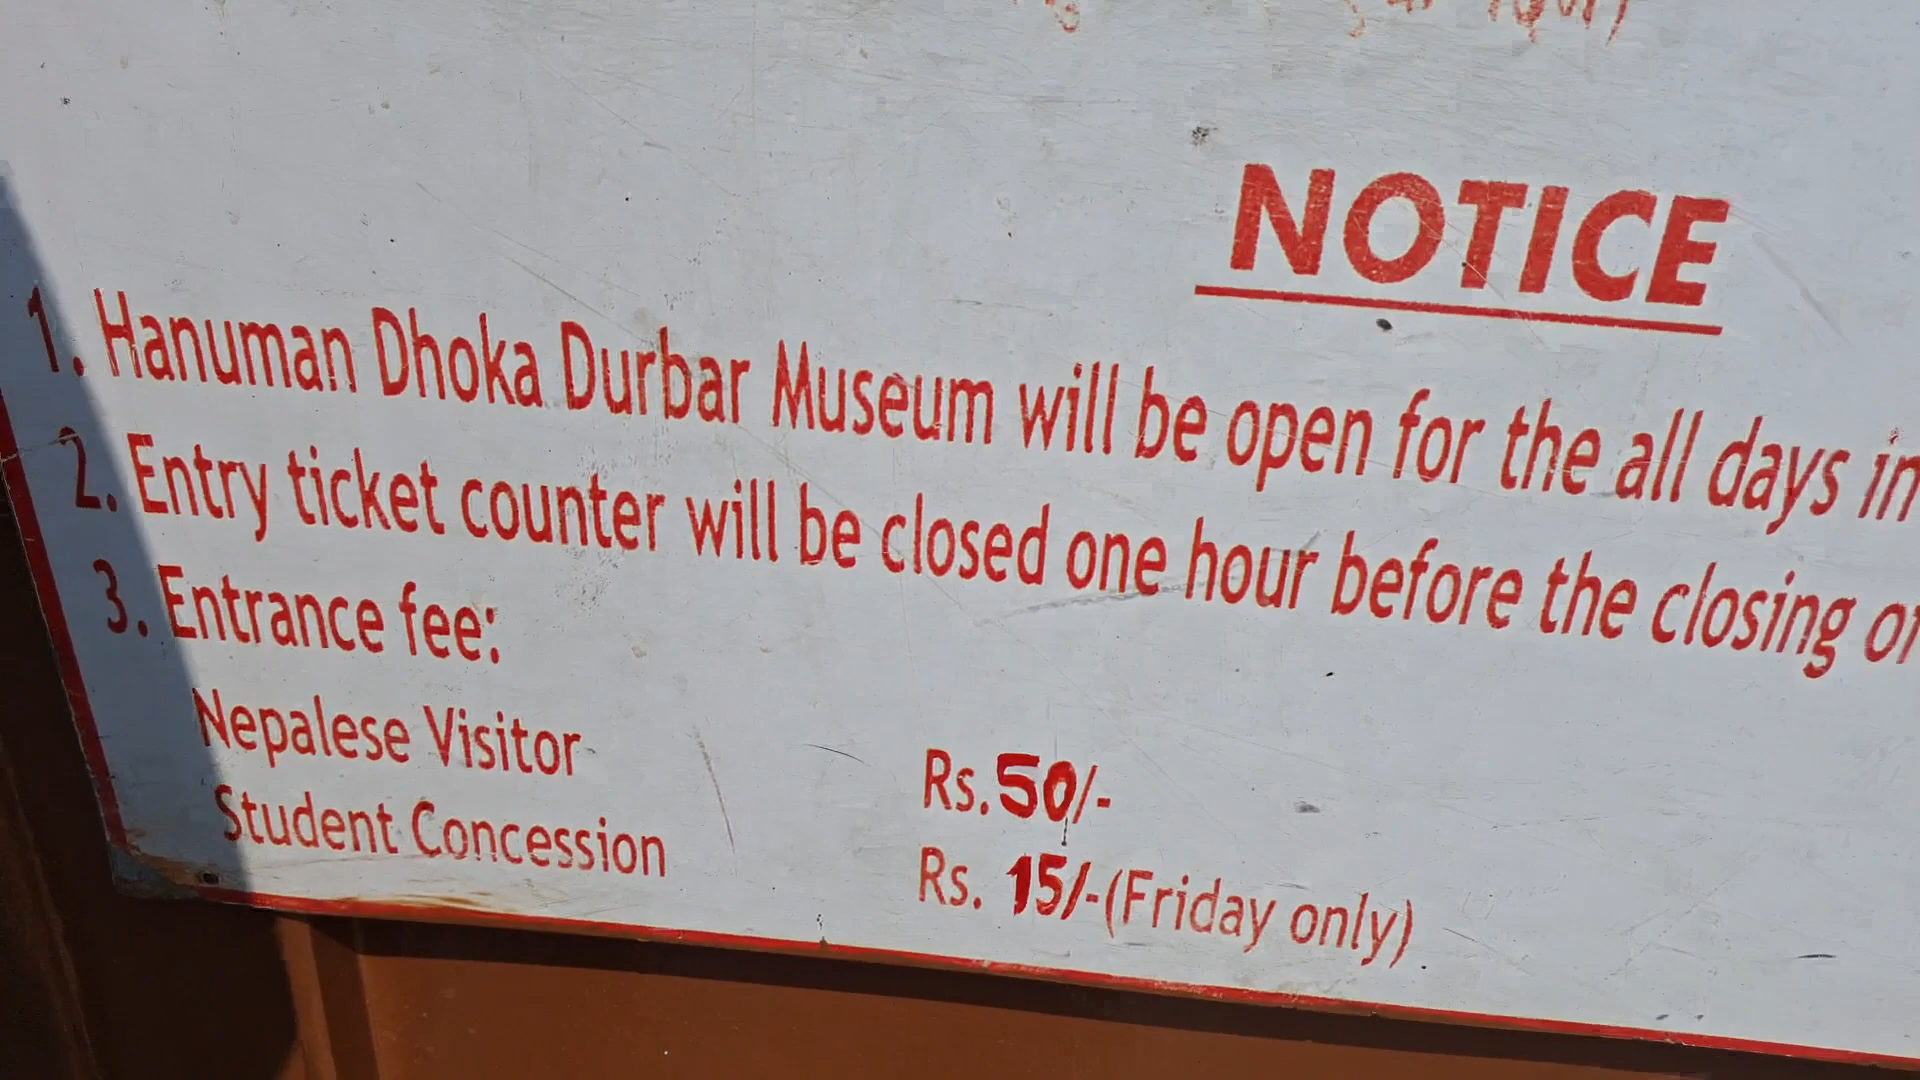 NOTICE
1. Hanuman Dhoka Durbar Museum will be open for the all days in
2. Entry ticket counter will be closed one hour before the closing of
3. Entrance fee:
Nepalese Visitor Rs. 50/-
Student Concession Rs. 15/-(Friday only)